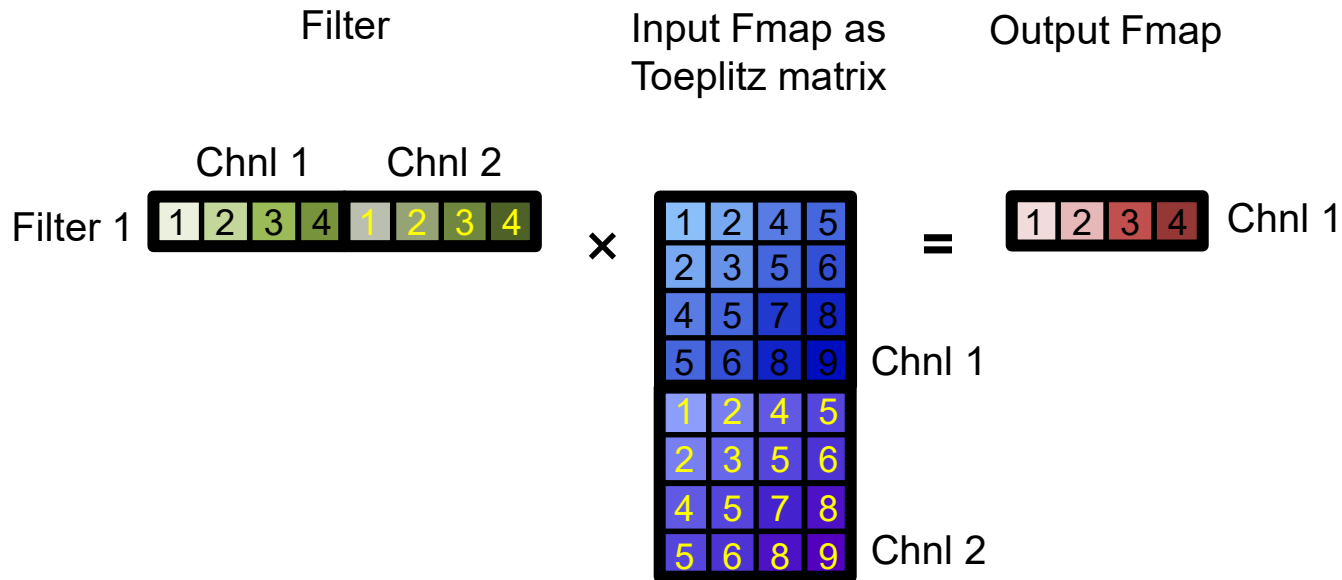 Filter
Input Fmap as
Toeplitz matrix
Output Fmap
Chnl 1 Chnl 2
Filter 1 1 2 3 4 1 2 3 4 × 1 2 4 5 = 1 2 3 4 Chnl 1
2 3 5 6
4 5 7 8
5 6 8 9 Chnl 1
1 2 4 5
2 3 5 6
4 5 7 8
5 6 8 9 Chnl 2